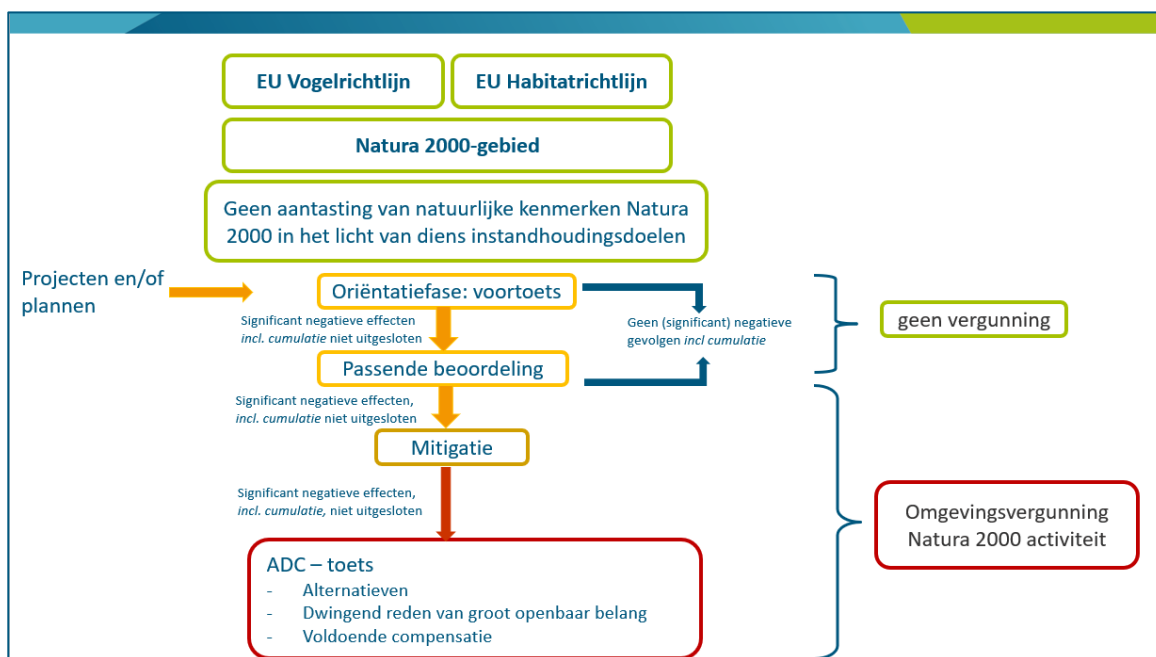 EU Vogelrichtlijn
EU Habitatrichtlijn
Natura 2000-gebied
Geen aantasting van natuurlijke kenmerken Natura
2000 in het licht van diens instandhoudingsdoelen
Projecten en/of
plannen
Oriëntatiefase: voortoets
Significant negatieve effecten
incl. cumulatie niet uitgesloten
Geen (significant) negatieve
gevolgen incl cumulatie
geen vergunning
Passende beoordeling
Significant negatieve effecten,
incl. cumulatie niet uitgesloten
Mitigatie
Significant negatieve effecten,
incl. cumulatie, niet uitgesloten
Omgevingsvergunning
Natura 2000 activiteit
ADC – toets
- Alternatieven
- Dwingend reden van groot openbaar belang
- Voldoende compensatie